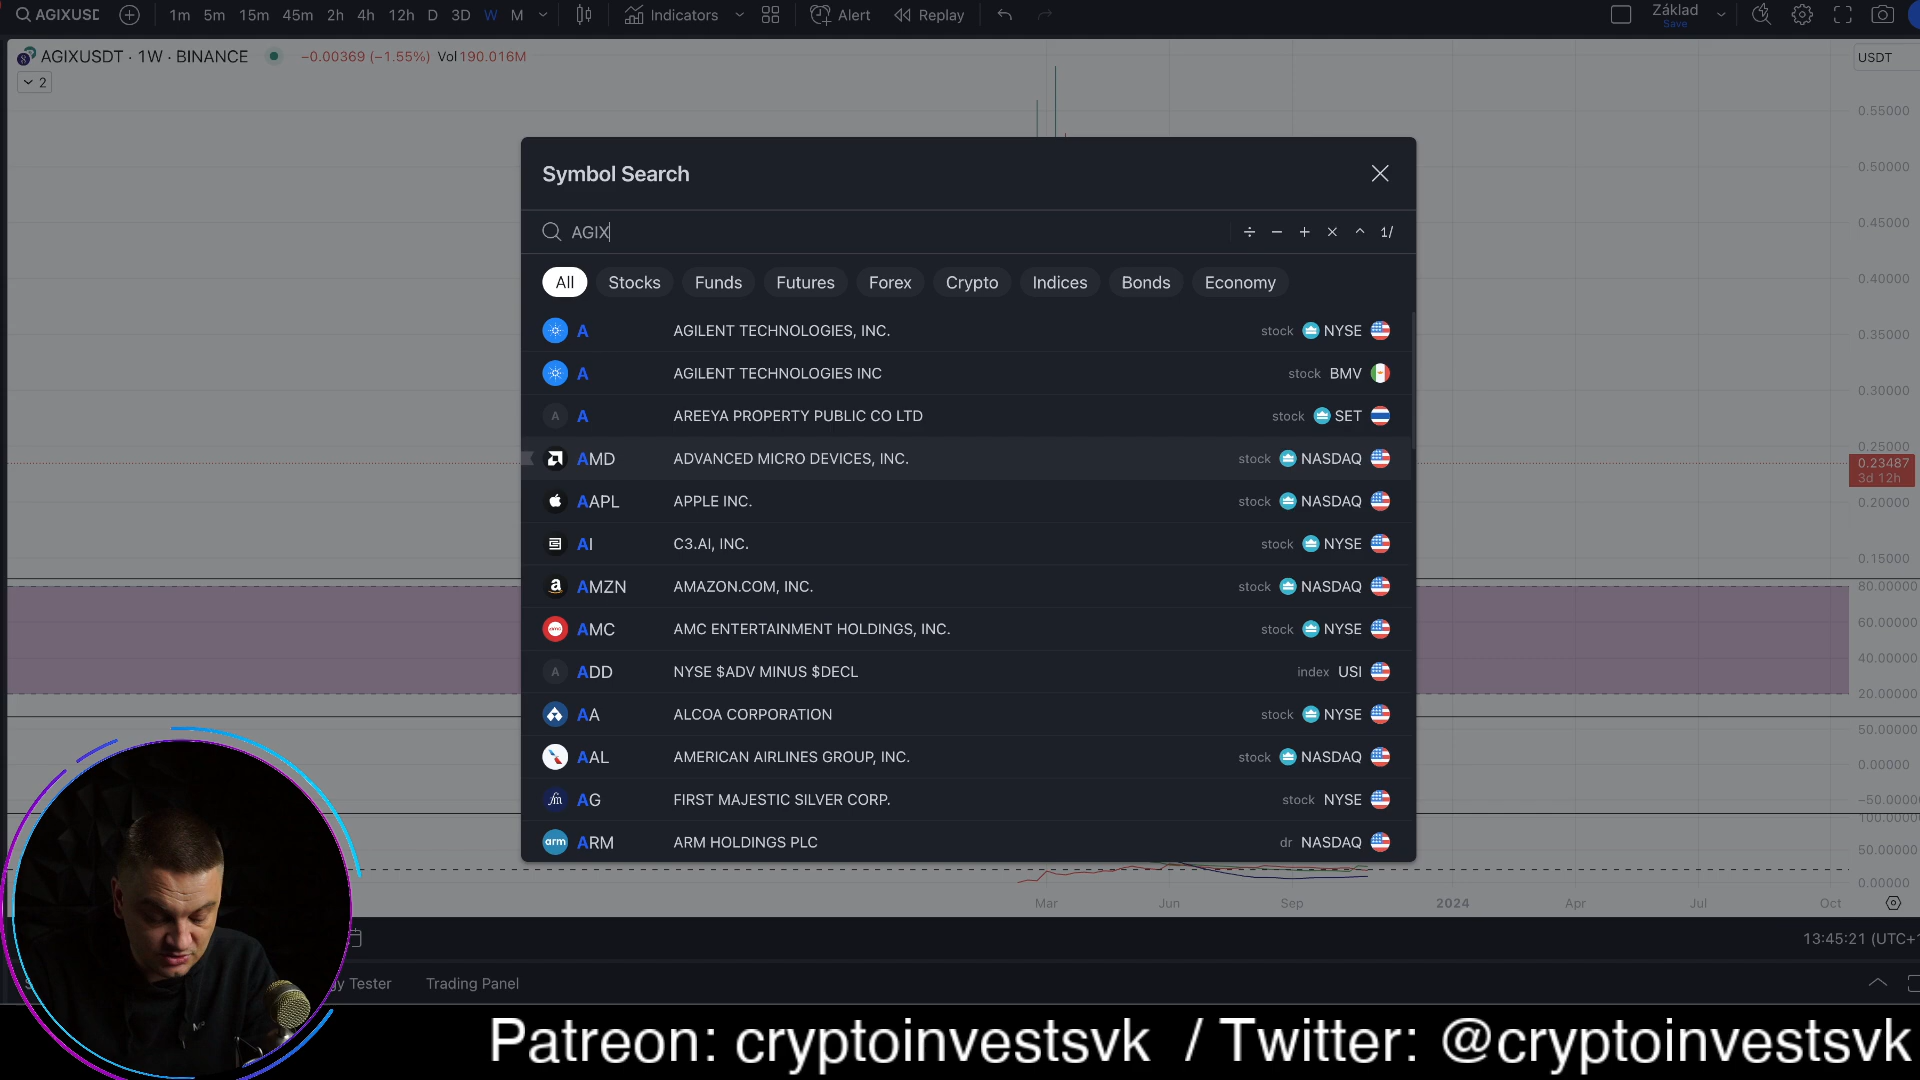 AGIXUSD 1m 5m 15m 45m 2h 4h 12h D 3D W M Indicators Alert Replay Základ
Save
AGIXUSDT · 1W · BINANCE −0.00369 (−1.55%) Vol190.016M USDT
2
0.55000
0.50000
0.45000
0.40000
0.35000
0.30000
0.25000
0.23487
3d 12h
0.20000
0.15000
80.00000
60.00000
40.00000
20.00000
50.00000
0.00000
−50.00000
100.00000
50.00000
0.00000
Symbol Search
AGIX ÷ − + × ^ 1/
All Stocks Funds Futures Forex Crypto Indices Bonds Economy
A AGILENT TECHNOLOGIES, INC. stock NYSE
A AGILENT TECHNOLOGIES INC stock BMV
A A AREEYA PROPERTY PUBLIC CO LTD stock SET
AMD ADVANCED MICRO DEVICES, INC. stock NASDAQ
AAPL APPLE INC. stock NASDAQ
AI C3.AI, INC. stock NYSE
a AMZN AMAZON.COM, INC. stock NASDAQ
amc AMC AMC ENTERTAINMENT HOLDINGS, INC. stock NYSE
A ADD NYSE $ADV MINUS $DECL index USI
AA ALCOA CORPORATION stock NYSE
AAL AMERICAN AIRLINES GROUP, INC. stock NASDAQ
fm AG FIRST MAJESTIC SILVER CORP. stock NYSE
arm ARM ARM HOLDINGS PLC dr NASDAQ
Mar Jun Sep 2024 Apr Jul Oct
13:45:21 (UTC+1
Tester Trading Panel
Patreon: cryptoinvestsvk / Twitter: @cryptoinvestsvk